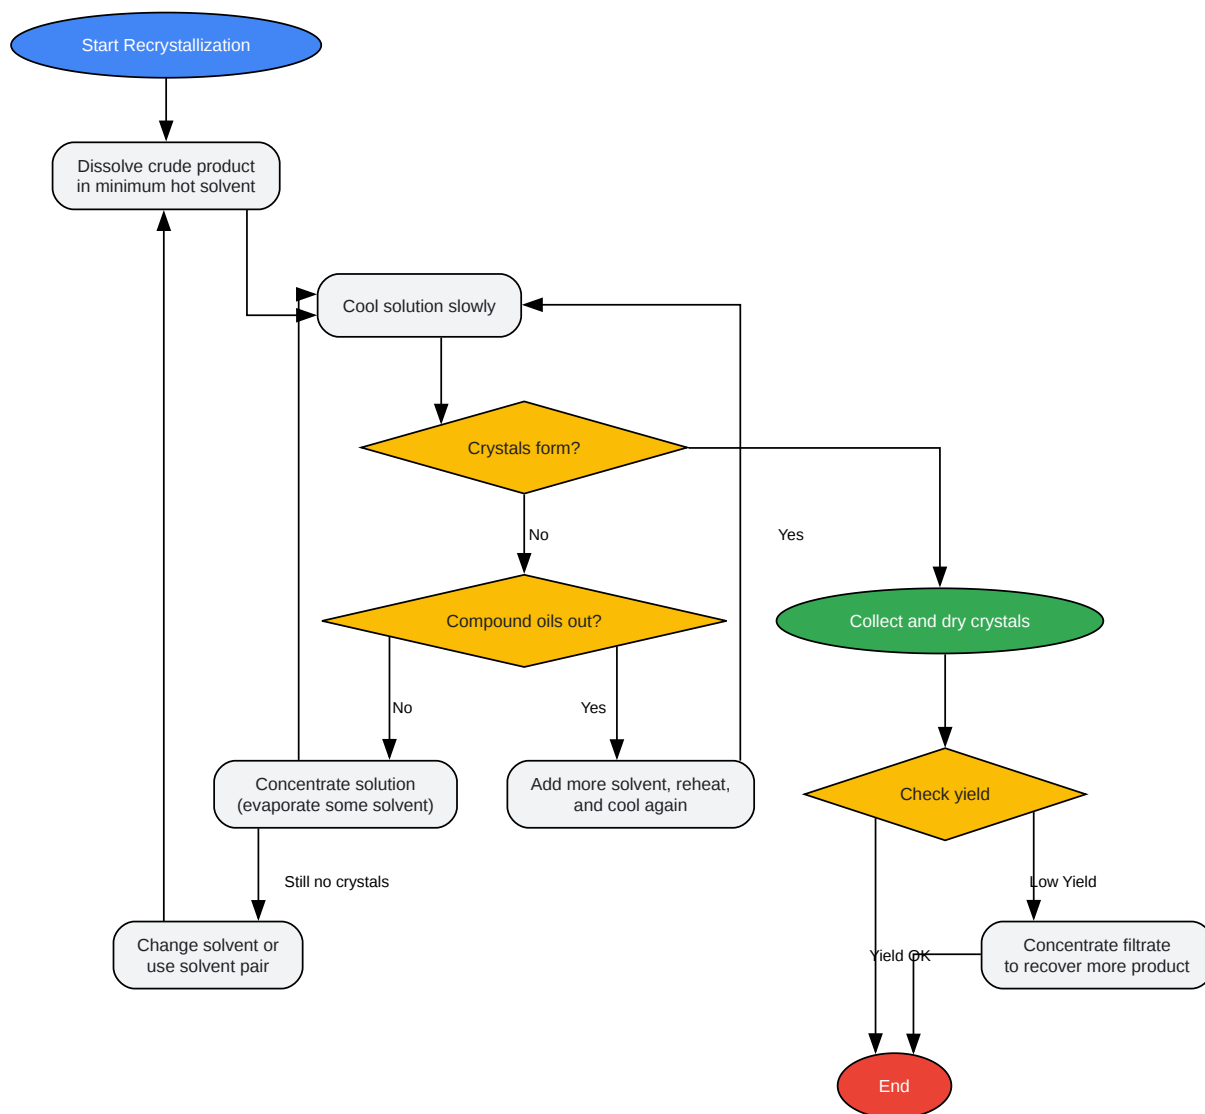 Start Recrystallization
Dissolve crude product
in minimum hot solvent
Cool solution slowly
Crystals form?
No
Yes
Compound oils out?
Collect and dry crystals
No
Yes
Concentrate solution
(evaporate some solvent)
Add more solvent, reheat,
and cool again
Check yield
Still no crystals
Low Yield
Change solvent or
use solvent pair
Yield OK
Concentrate filtrate
to recover more product
End